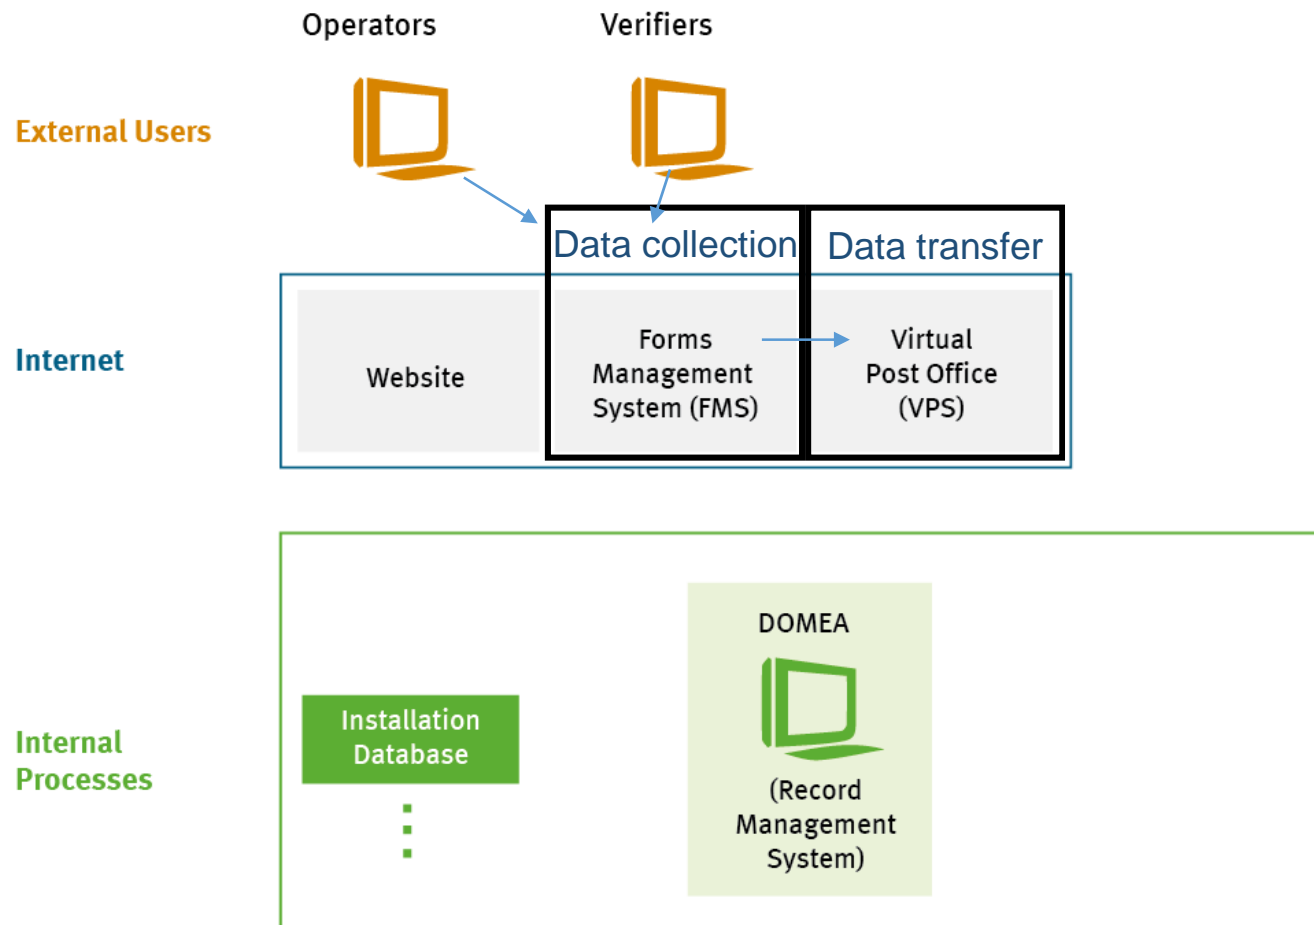 Operators
Verifiers
External Users
Data collection
Data transfer
Internet
Website
Forms
Management
System (FMS)
Virtual
Post Office
(VPS)
Internal
Processes
Installation
Database
DOMEA
(Record
Management
System)